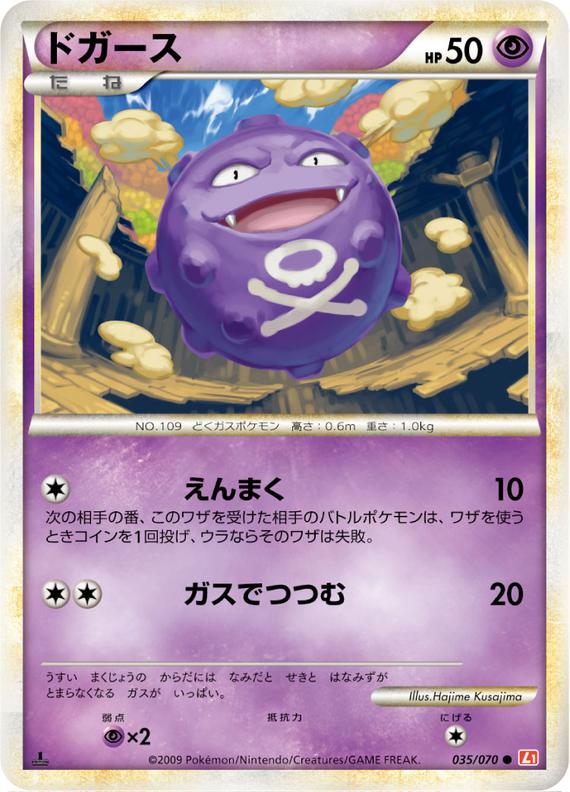 ドガース
HP50
たね
NO.109 どくガスポケモン 高さ:0.6m 重さ:1.0kg
えんまく 10
次の相手の番、このワザを受けた相手のバトルポケモンは、ワザを使う
ときコインを1回投げ、ウラならそのワザは失敗。
ガスでつつむ 20
うすい まくじょうの からだには なみだと せきと はなみずが
とまらなくなる ガスが いっぱい。
Illus.Hajime Kusajima
弱点 抵抗力 にげる
×2
©2009 Pokémon/Nintendo/Creatures/GAME FREAK.
035/070 ● L1